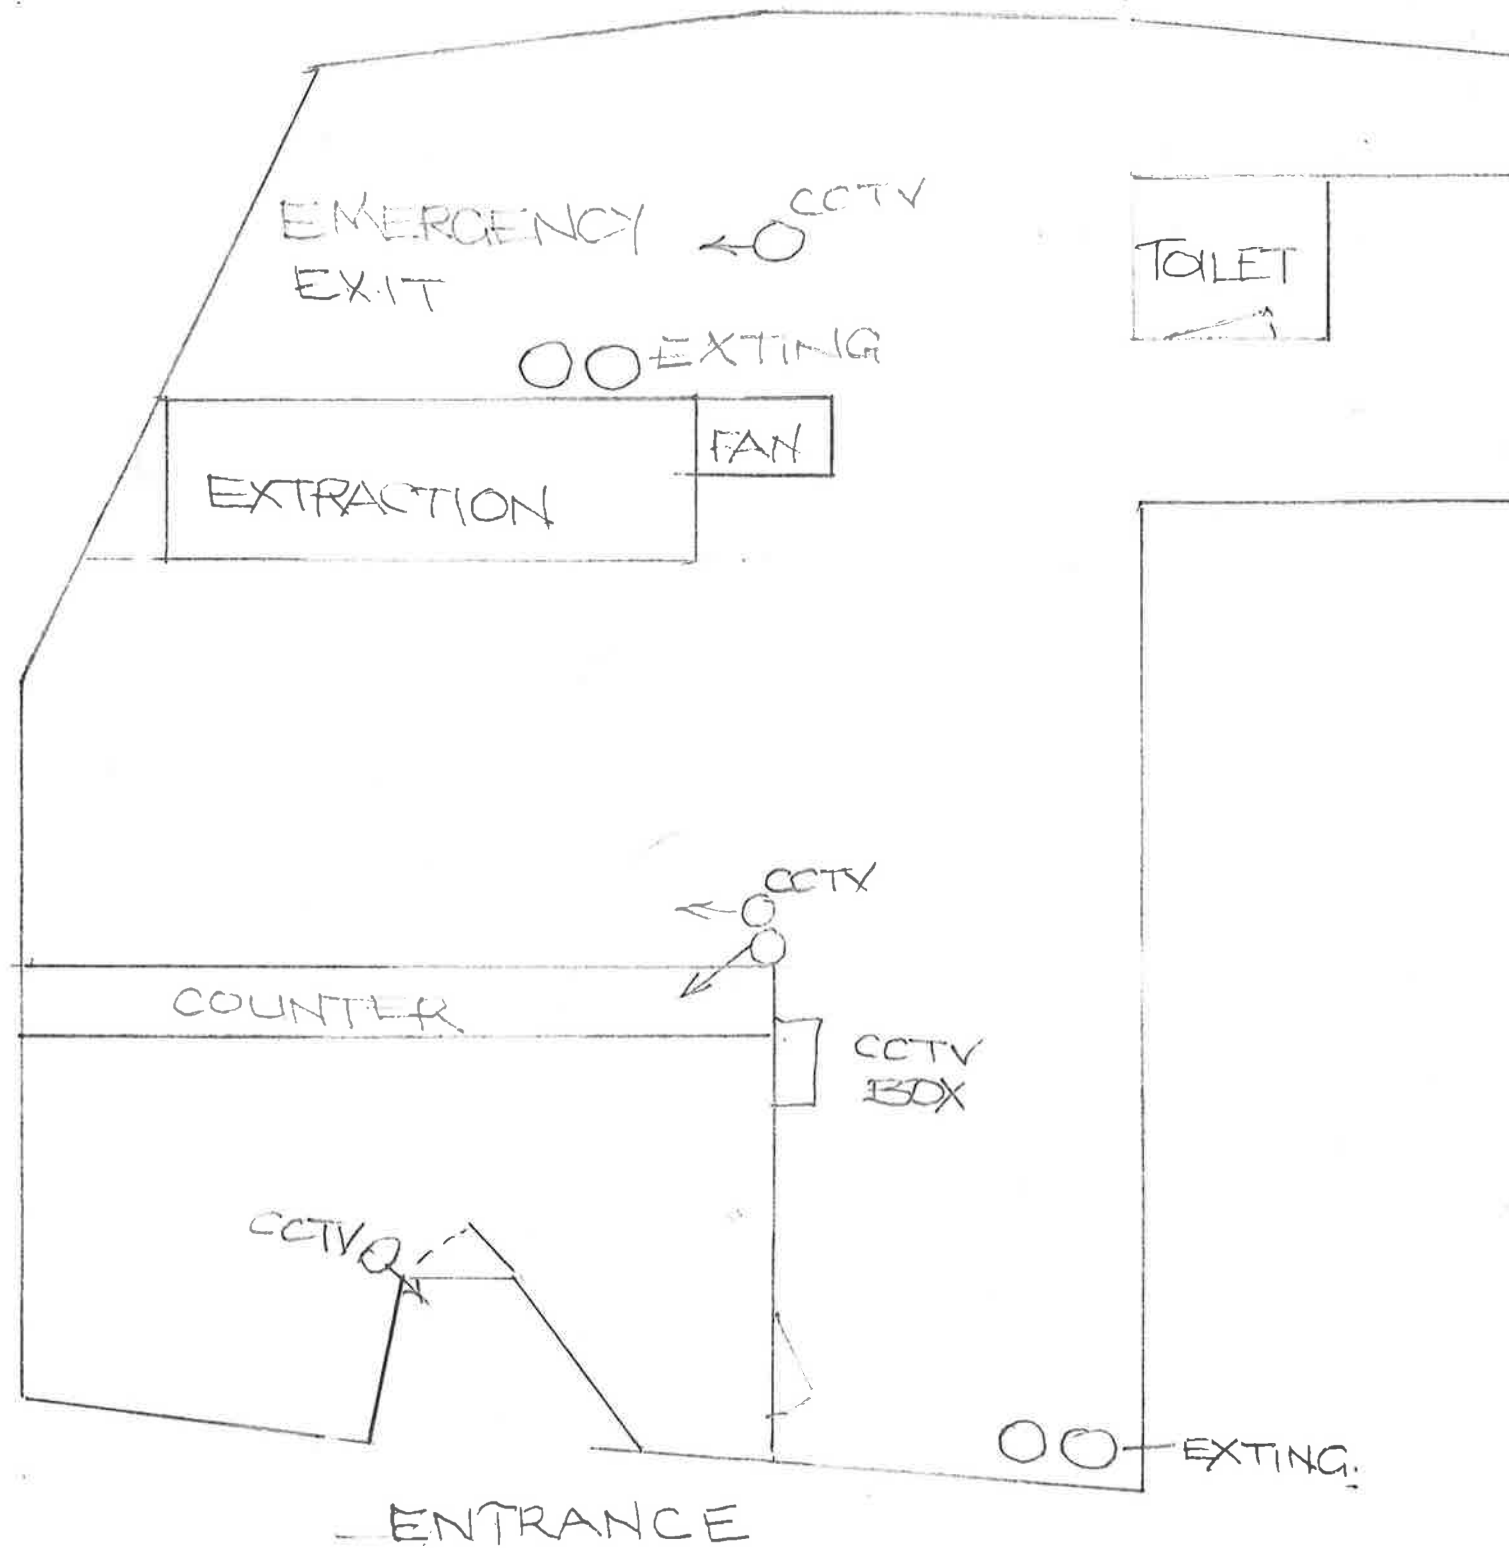 CCTV
EMERGENCY
EXIT
TOILET
EXTING
FAN
EXTRACTION
CCTV
COUNTER
CCTV
BOX
CCTV
EXTING.
ENTRANCE